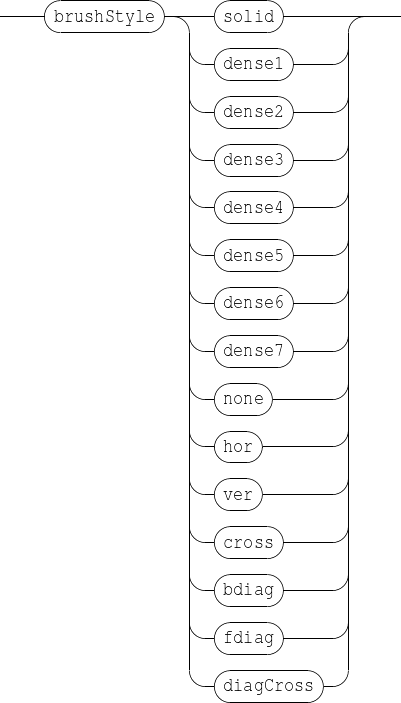 brushStyle solid
dense1
dense2
dense3
dense4
dense5
dense6
dense7
none
hor
ver
cross
bdiag
fdiag
diagCross